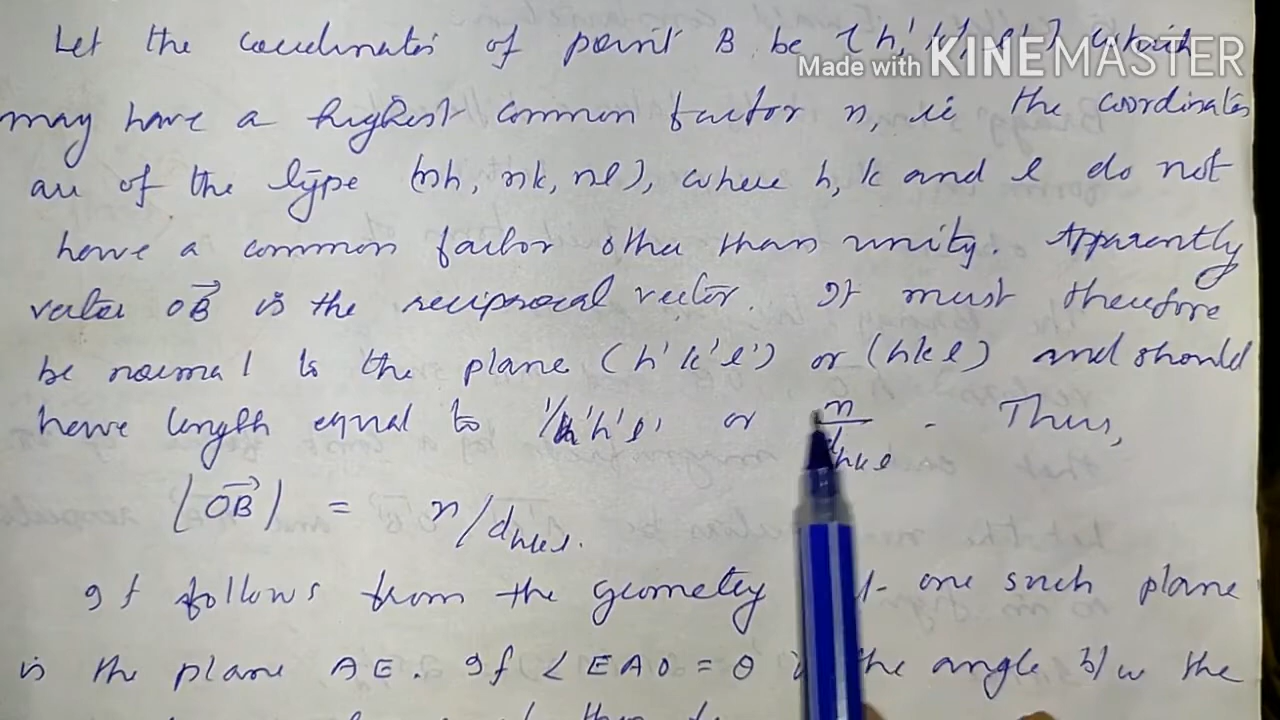 Let the coordinates of point B be (h', k', l') which
Made with KINEMASTER
may have a highest common factor n, ie the coordinates
are of the type (nh, nk, nl), where h, k and l do not
have a common factor other than unity. Apparently
vector OB is the reciprocal vector. It must therefore
be normal to the plane (h' k' l') or (hkl) and should
have length equal to 1/ h' l' or n/dhkl . Thus,
|OB| = n/dhkl.
It follows from the geometry one such plane
is the plane AE. If ∠EAO = θ the angle b/w the